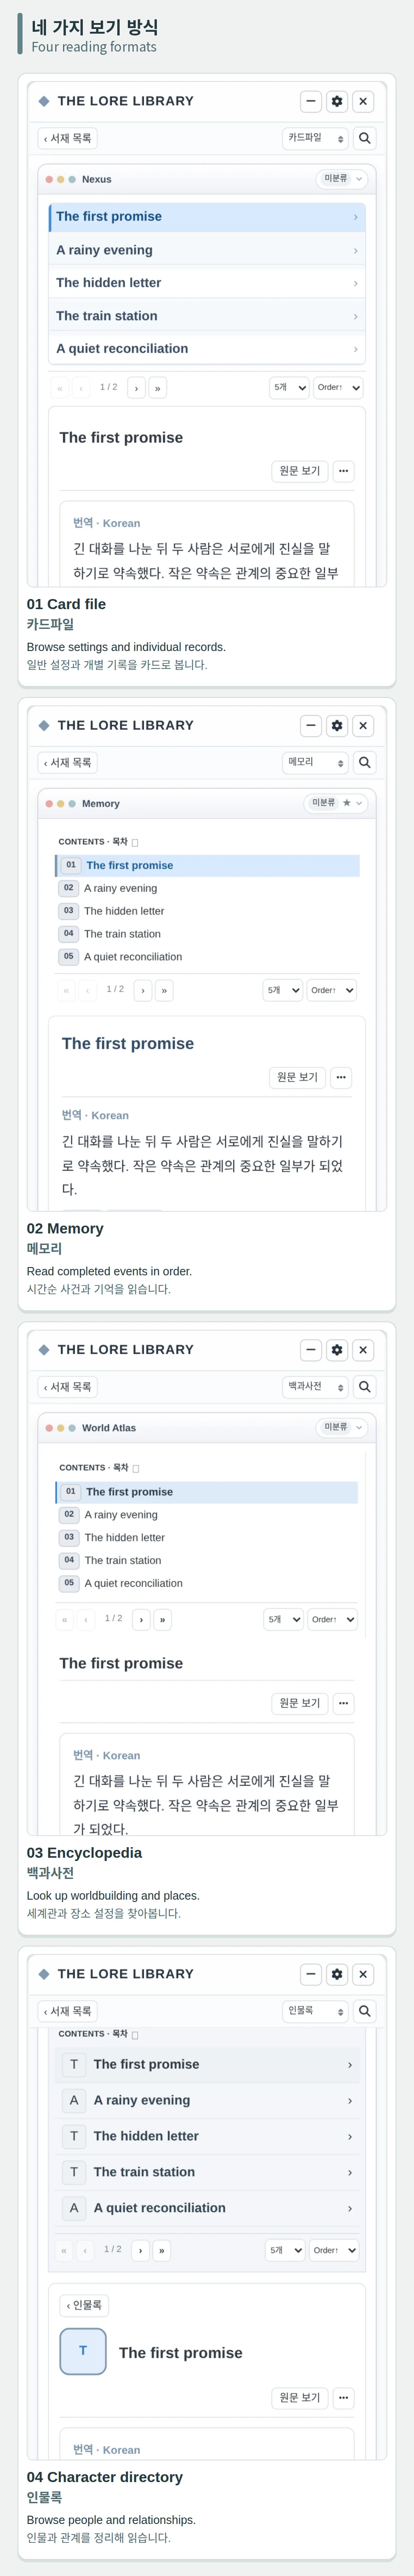 네 가지 보기 방식
Four reading formats
THE LORE LIBRARY
‹ 서재 목록
카드파일
Nexus
미분류
The first promise
A rainy evening
The hidden letter
The train station
A quiet reconciliation
« ‹ 1 / 2 › »
5개 Order↑
The first promise
원문 보기
번역 · Korean
긴 대화를 나눈 뒤 두 사람은 서로에게 진실을 말
하기로 약속했다. 작은 약속은 관계의 중요한 일부
01 Card file
카드파일
Browse settings and individual records.
일반 설정과 개별 기록을 카드로 봅니다.
THE LORE LIBRARY
‹ 서재 목록
메모리
Memory
미분류 ★
CONTENTS · 목차
01 The first promise
02 A rainy evening
03 The hidden letter
04 The train station
05 A quiet reconciliation
« ‹ 1 / 2 › »
5개 Order↑
The first promise
원문 보기
번역 · Korean
긴 대화를 나눈 뒤 두 사람은 서로에게 진실을 말하기
로 약속했다. 작은 약속은 관계의 중요한 일부가 되었
다.
02 Memory
메모리
Read completed events in order.
시간순 사건과 기억을 읽습니다.
THE LORE LIBRARY
‹ 서재 목록
백과사전
World Atlas
미분류
CONTENTS · 목차
01 The first promise
02 A rainy evening
03 The hidden letter
04 The train station
05 A quiet reconciliation
« ‹ 1 / 2 › »
5개 Order↑
The first promise
원문 보기
번역 · Korean
긴 대화를 나눈 뒤 두 사람은 서로에게 진실을 말
하기로 약속했다. 작은 약속은 관계의 중요한 일부
가 되었다.
03 Encyclopedia
백과사전
Look up worldbuilding and places.
세계관과 장소 설정을 찾아봅니다.
THE LORE LIBRARY
‹ 서재 목록
인물록
CONTENTS · 목차
T The first promise
A A rainy evening
T The hidden letter
T The train station
A A quiet reconciliation
« ‹ 1 / 2 › »
5개 Order↑
‹ 인물록
T The first promise
원문 보기
번역 · Korean
04 Character directory
인물록
Browse people and relationships.
인물과 관계를 정리해 읽습니다.